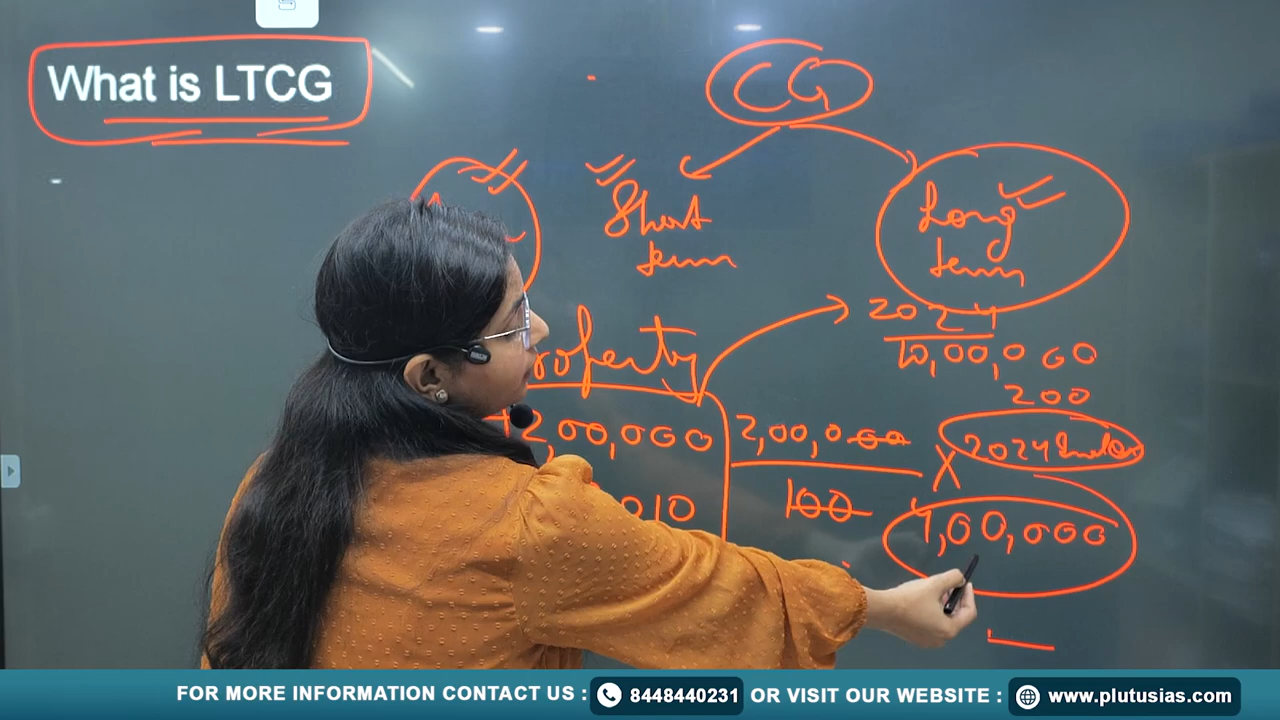 What is LTCG
CG
Short
term
Long
term
2024
10,00,000
200
2,00,000
2,00,000
X
2024 Index
100
4,00,000
010
FOR MORE INFORMATION CONTACT US : 8448440231 OR VISIT OUR WEBSITE : www.plutusias.com